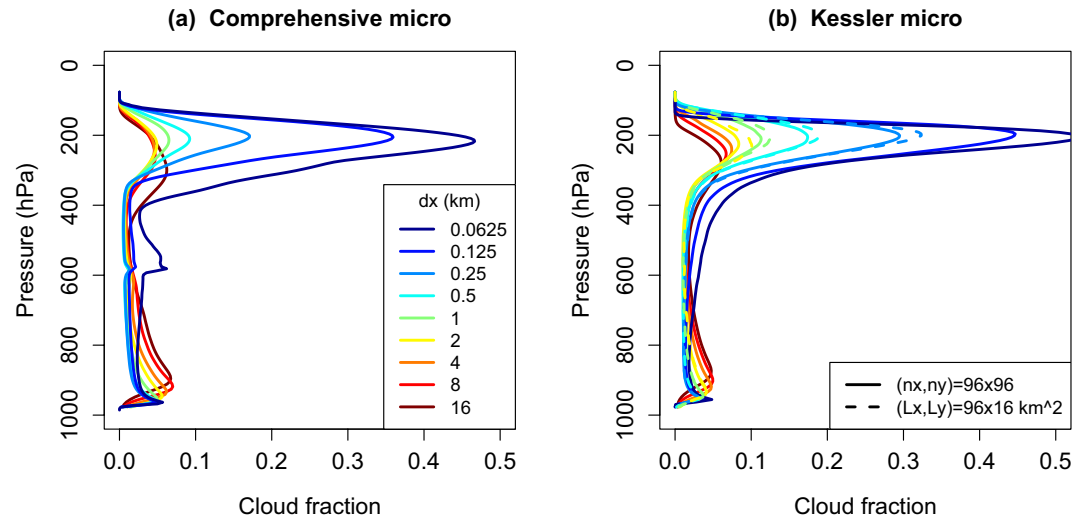 (a) Comprehensive micro
Pressure (hPa)
0
200
400
600
800
1000
dx (km)
0.0625
0.125
0.25
0.5
1
2
4
8
16
0.0 0.1 0.2 0.3 0.4 0.5
Cloud fraction
(b) Kessler micro
Pressure (hPa)
0
200
400
600
800
1000
(nx,ny)=96x96
(Lx,Ly)=96x16 km^2
0.0 0.1 0.2 0.3 0.4 0.5
Cloud fraction